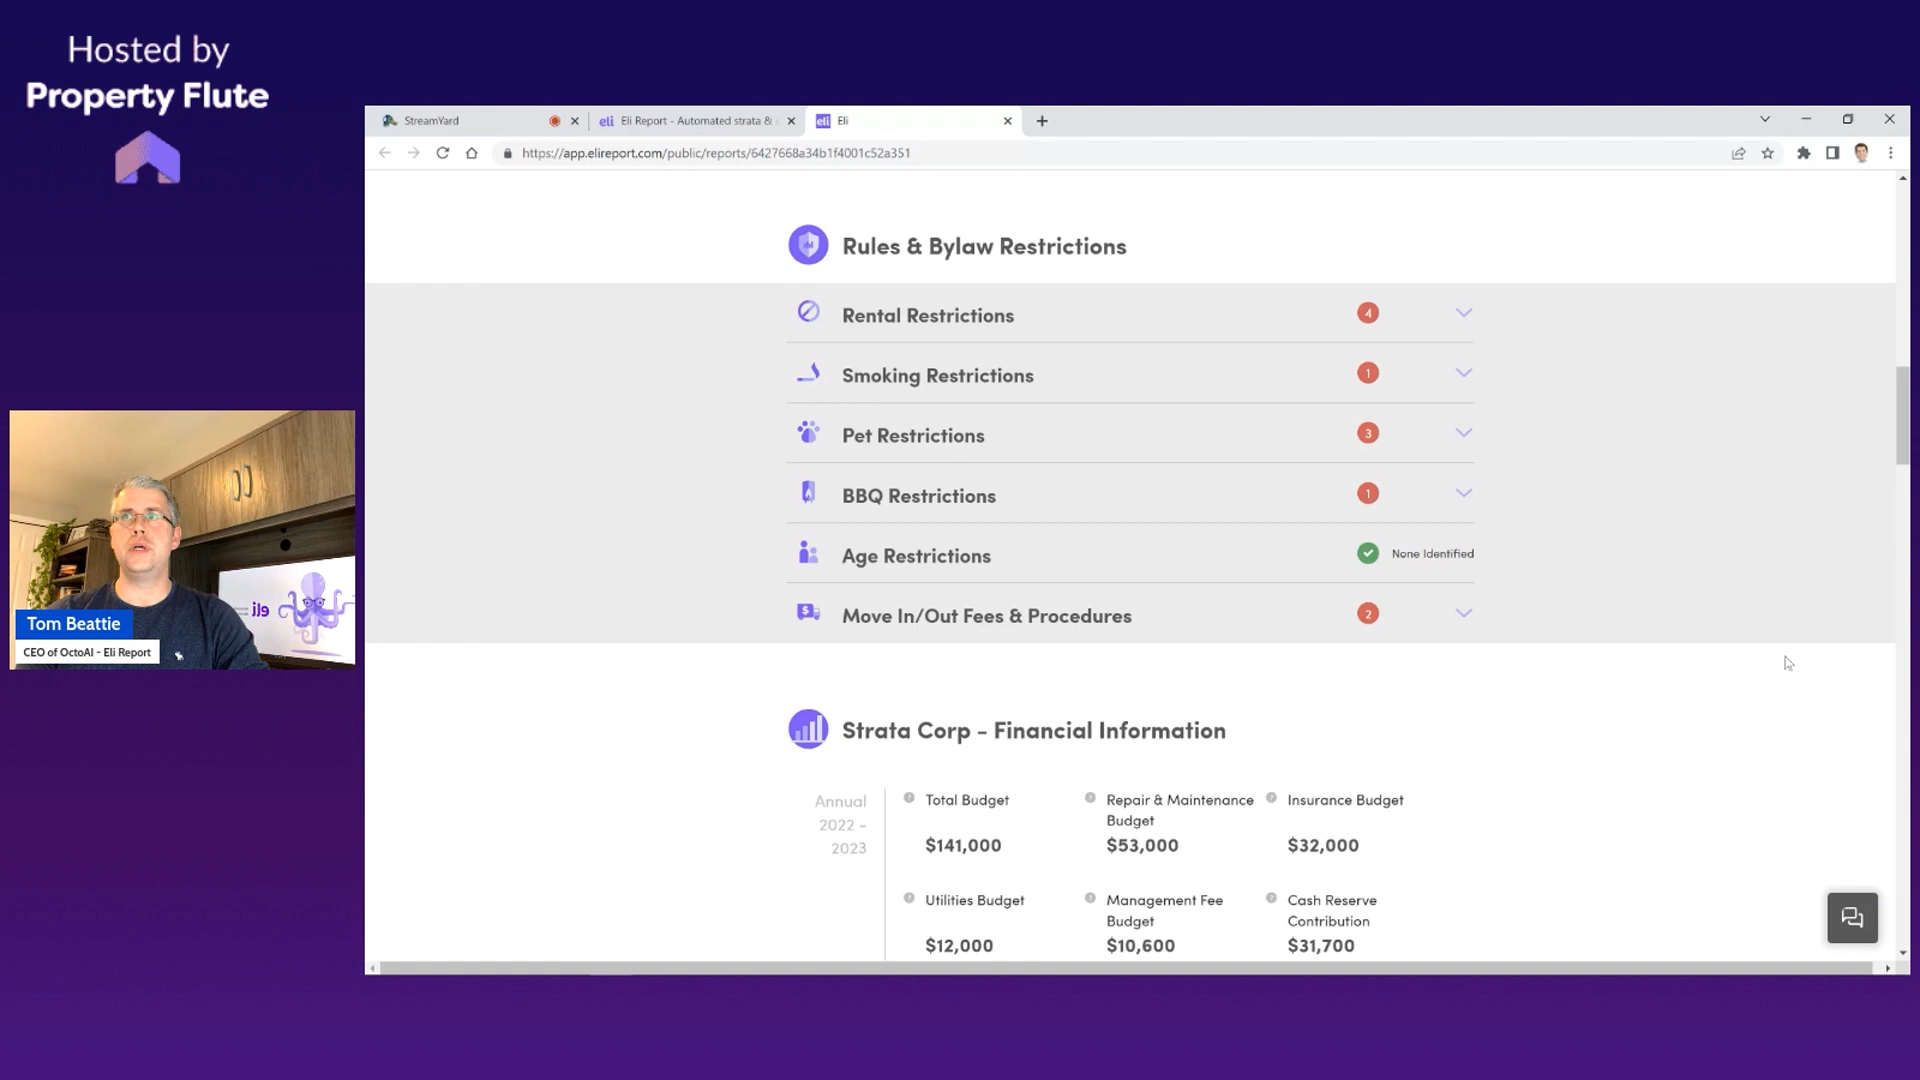 Hosted by
Property Flute
StreamYard
eli Eli Report - Automated strata &
eli Eli
https://app.elireport.com/public/reports/6427668a34b1f4001c52a351
Rules & Bylaw Restrictions
Rental Restrictions 4
Smoking Restrictions 1
Pet Restrictions 3
BBQ Restrictions 1
Age Restrictions None Identified
Move In/Out Fees & Procedures 2
eli
Tom Beattie
CEO of OctoAI - Eli Report
Strata Corp - Financial Information
Annual
2022 -
2023
Total Budget
$141,000
Repair & Maintenance
Budget
$53,000
Insurance Budget
$32,000
Utilities Budget
$12,000
Management Fee
Budget
$10,600
Cash Reserve
Contribution
$31,700